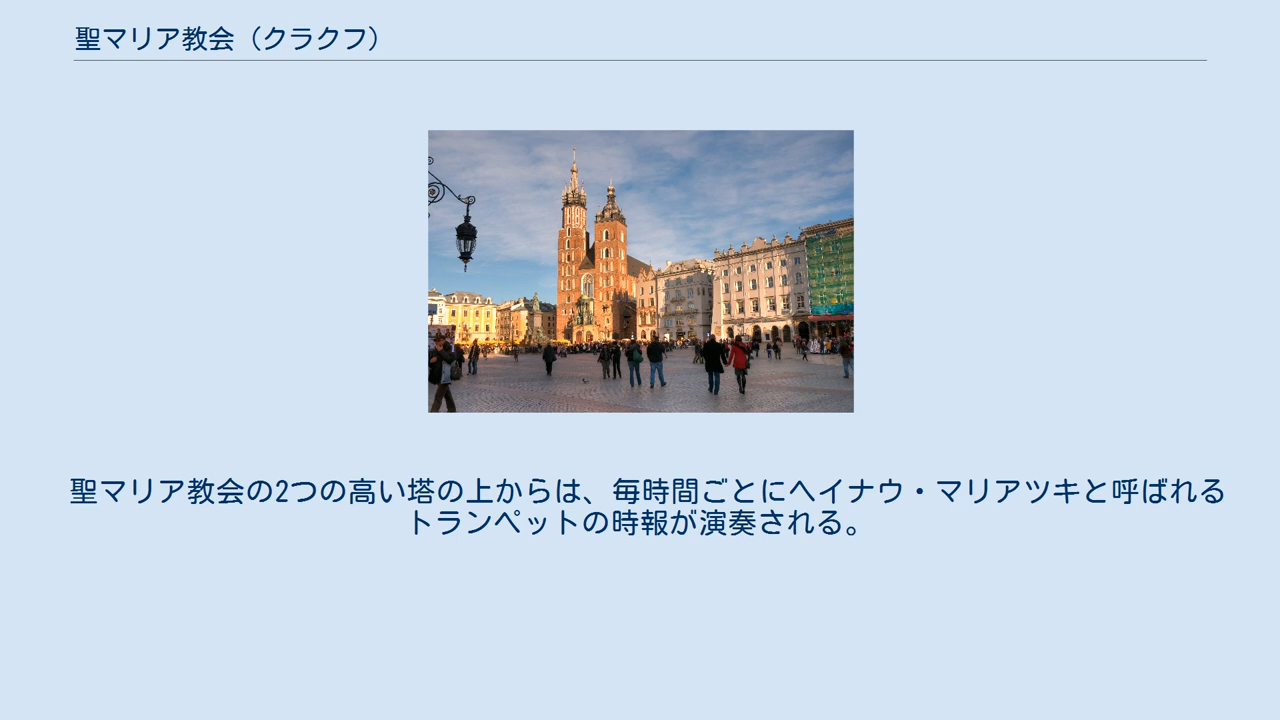 聖マリア教会（クラクフ）
聖マリア教会の2つの高い塔の上からは、毎時間ごとにヘイナウ・マリアツキと呼ばれる
トランペットの時報が演奏される。